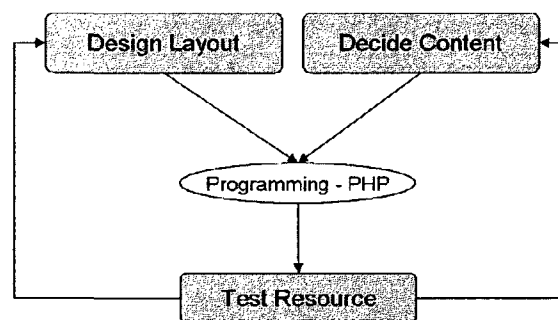 Design Layout
Decide Content
Programming - PHP
Test Resource